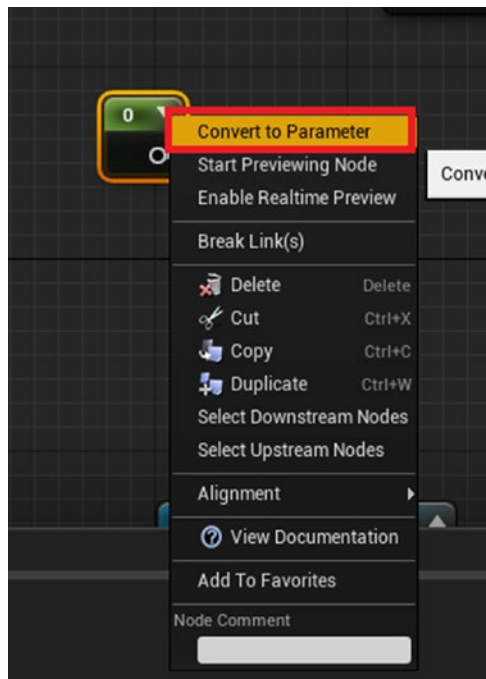 0
Convert to Parameter
Start Previewing Node
Conve
Enable Realtime Preview
Break Link(s)
Delete Delete
Cut Ctrl+X
Copy Ctrl+C
Duplicate Ctrl+W
Select Downstream Nodes
Select Upstream Nodes
Alignment
View Documentation
Add To Favorites
Node Comment